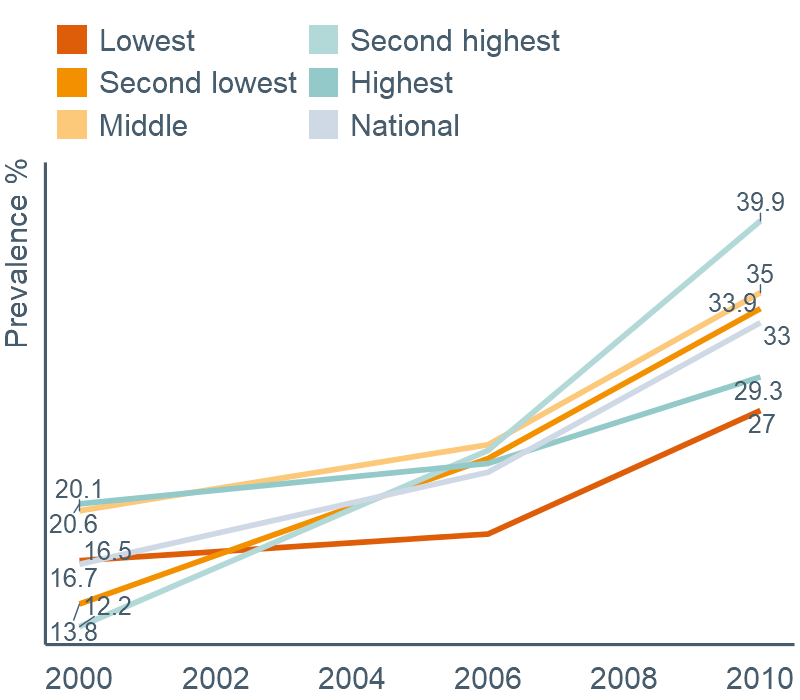 Lowest
Second highest
Second lowest
Highest
Middle
National
Prevalence %
39.9
35
33.9
33
29.3
27
20.1
20.6
16.5
16.7
12.2
13.8
2000 2002 2004 2006 2008 2010